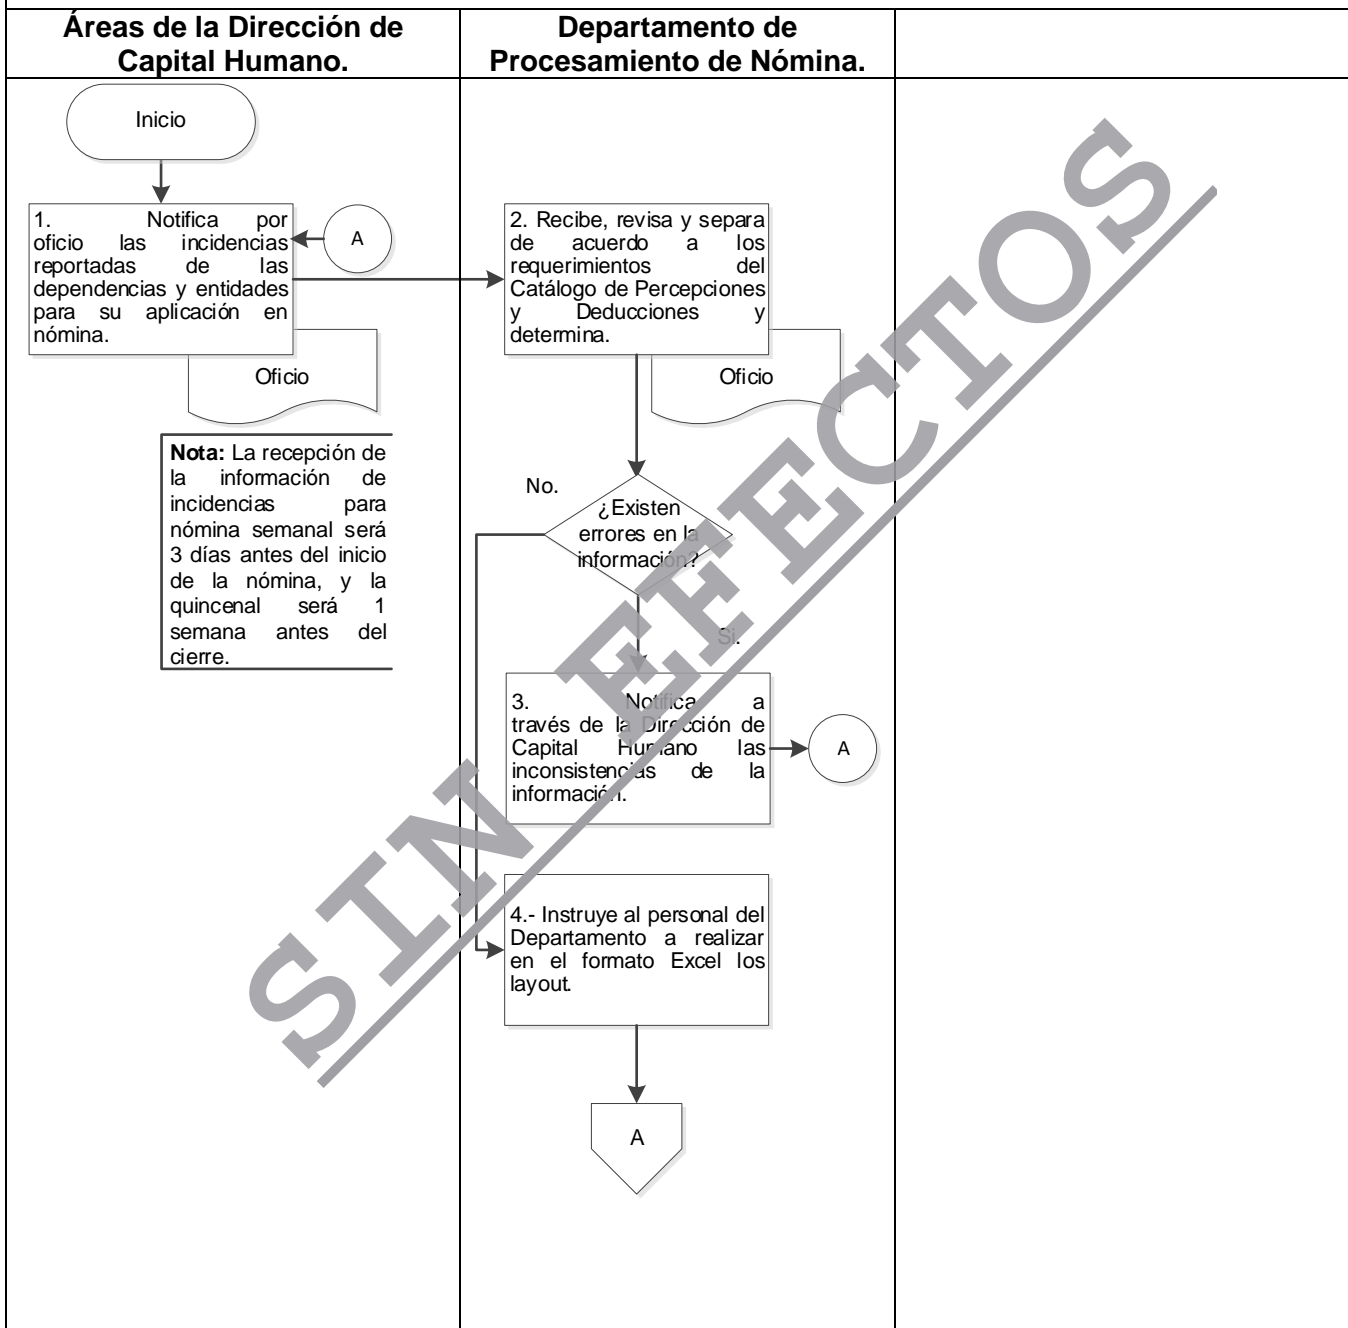 Áreas de la Dirección de
Capital Humano.
Departamento de
Procesamiento de Nómina.
Inicio
1. Notifica por
oficio las incidencias
reportadas de las
dependencias y entidades
para su aplicación en
nómina.
A
Oficio
Nota: La recepción de
la información de
incidencias para
nómina semanal será
3 días antes del inicio
de la nómina, y la
quincenal será 1
semana antes del
cierre.
2. Recibe, revisa y separa
de acuerdo a los
requerimientos del
Catálogo de Percepciones
y Deducciones y
determina.
Oficio
No.
¿Existen
errores en la
información?
Si.
3. Notifica a
través de la Dirección de
Capital Humano las
inconsistencias de la
información.
A
4.- Instruye al personal del
Departamento a realizar
en el formato Excel los
layout.
A
SIN EFECTOS